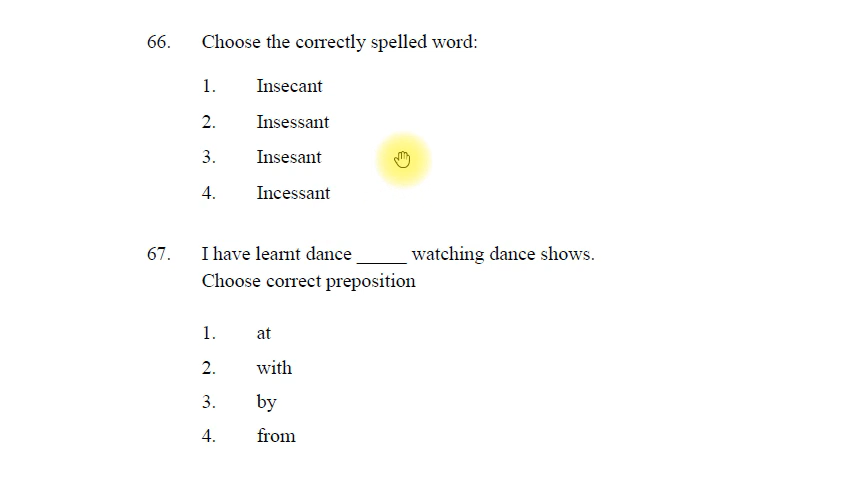 66. Choose the correctly spelled word:
1. Insecant
2. Insessant
3. Insesant
4. Incessant
67. I have learnt dance _____ watching dance shows.
Choose correct preposition
1. at
2. with
3. by
4. from